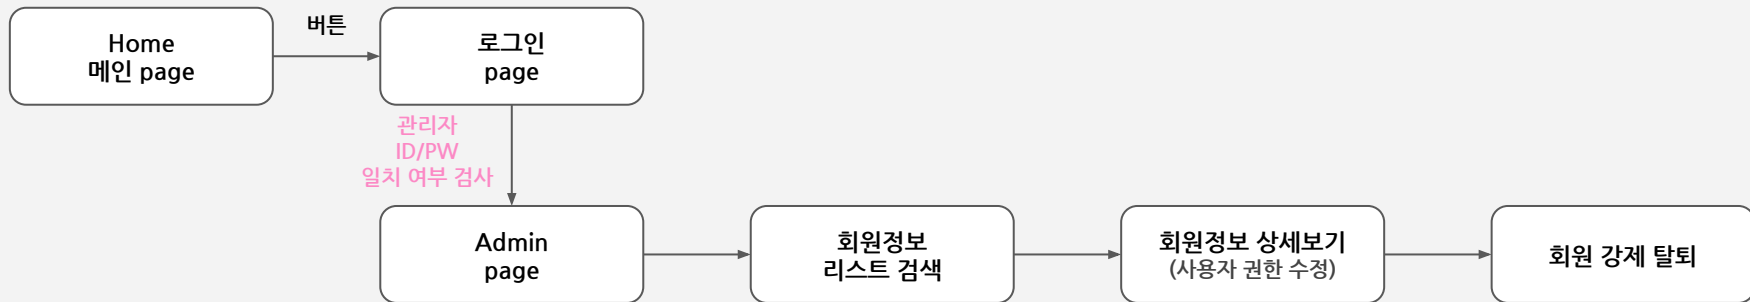 Home
메인 page
버튼
로그인
page
관리자
ID/PW
일치 여부 검사
Admin
page
회원정보
리스트 검색
회원정보 상세보기
(사용자 권한 수정)
회원 강제 탈퇴